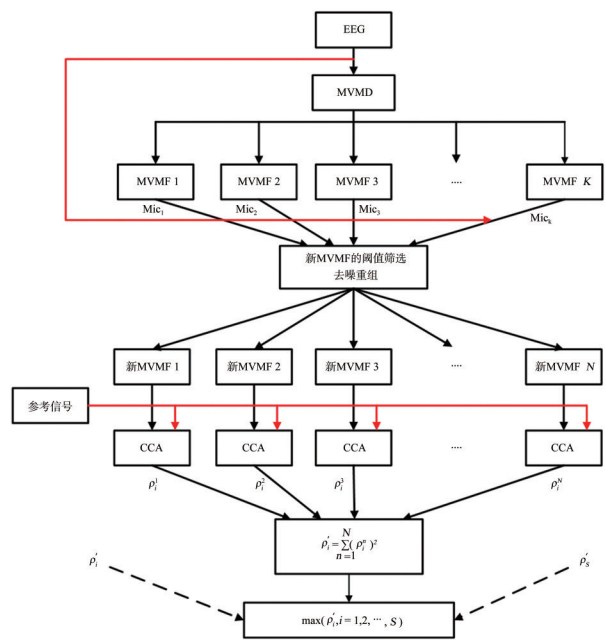 EEG
MVMD
MVMF 1 MVMF 2 MVMF 3 .... MVMF K
Mic₁ Mic₂ Mic₃ Micₖ
新MVMF的阈值筛选
去噪重组
新MVMF 1 新MVMF 2 新MVMF 3 .... 新MVMF N
参考信号
CCA CCA CCA .... CCA
ρᵢ¹ ρᵢ² ρᵢ³ ρᵢᴺ
N
ρᵢ′=∑(ρᵢⁿ)²
n=1
ρᵢ′ ρ′S
max(ρᵢ′,i=1,2,⋯,S)